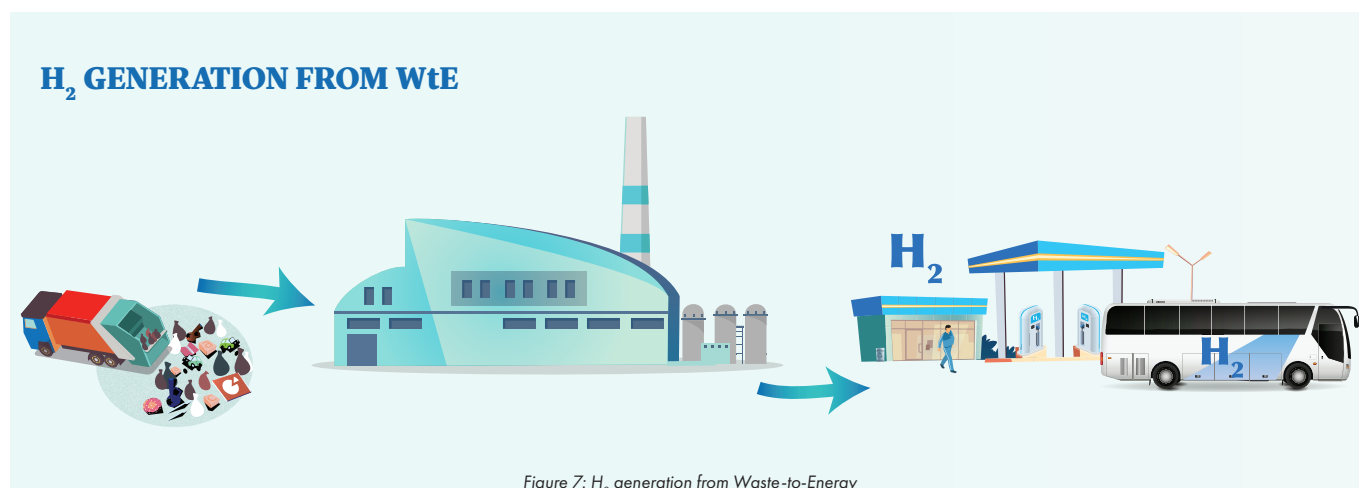 H₂ GENERATION FROM WtE
H₂
H₂
Figure 7: H₂ generation from Waste-to-Energy